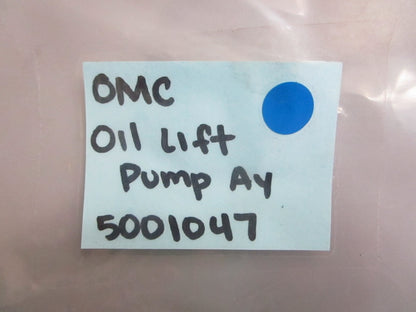 OMC
Oil Lift
Pump Ay
5001047